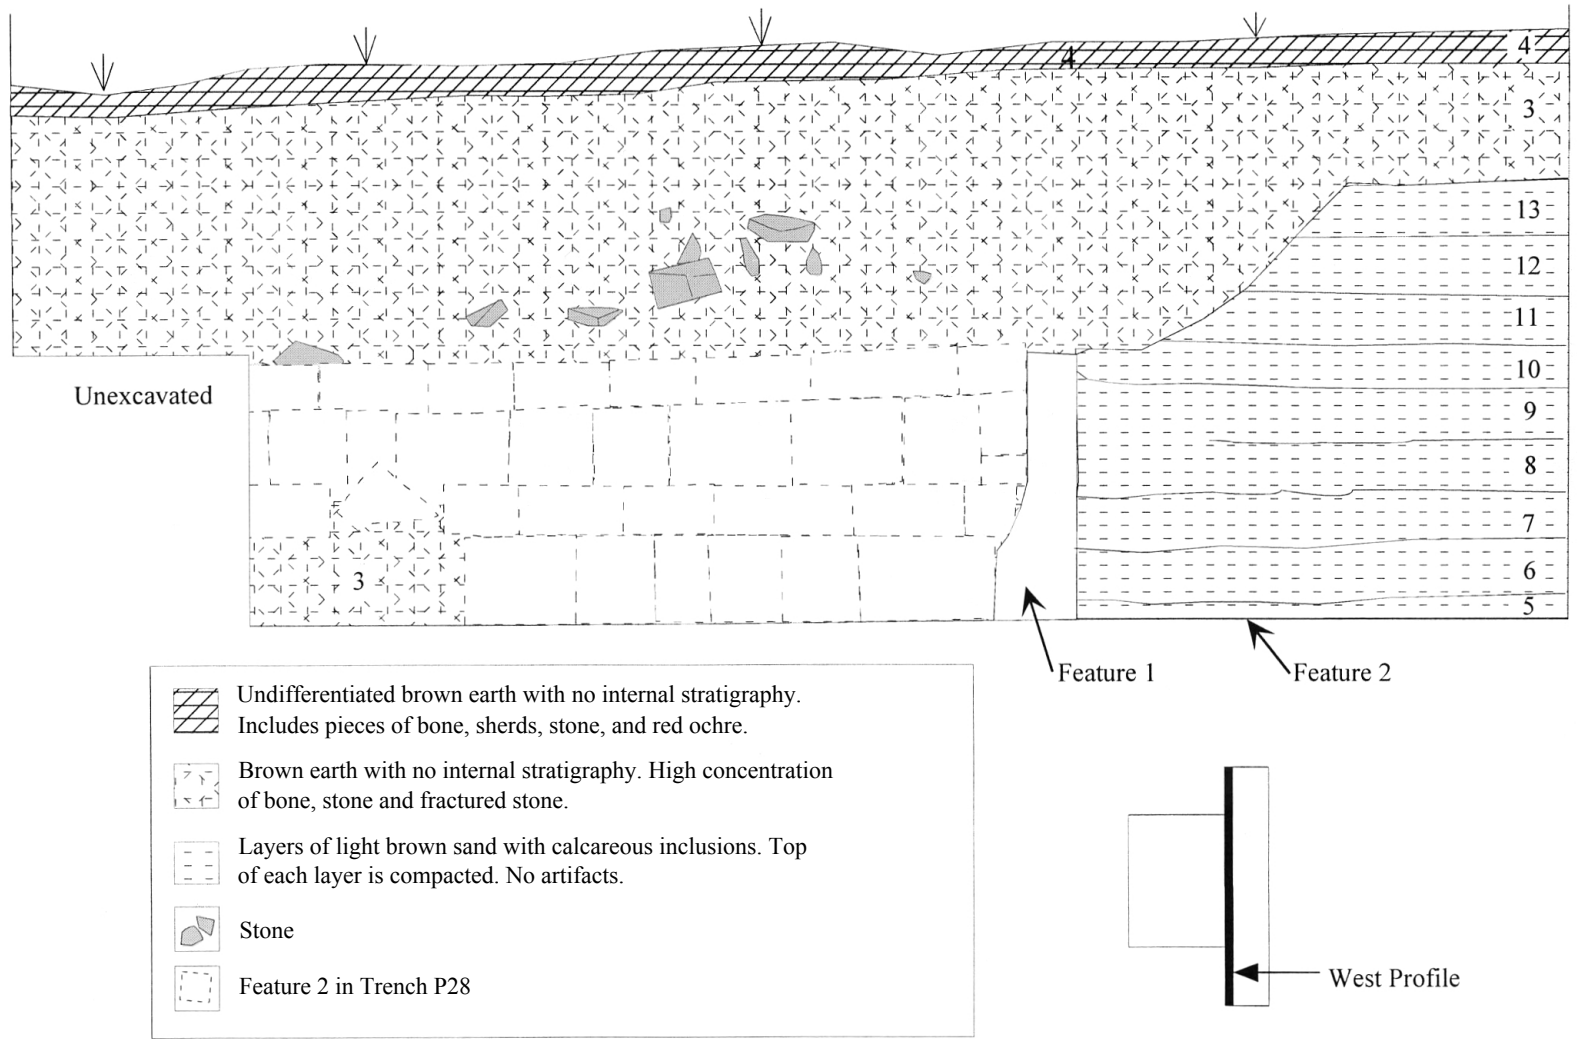 4
4
3
13
12
11
Unexcavated
10
9
8
7
3
6
5
Feature 1
Feature 2
Undifferentiated brown earth with no internal stratigraphy.
Includes pieces of bone, sherds, stone, and red ochre.
Brown earth with no internal stratigraphy. High concentration
of bone, stone and fractured stone.
Layers of light brown sand with calcareous inclusions. Top
of each layer is compacted. No artifacts.
Stone
Feature 2 in Trench P28
West Profile